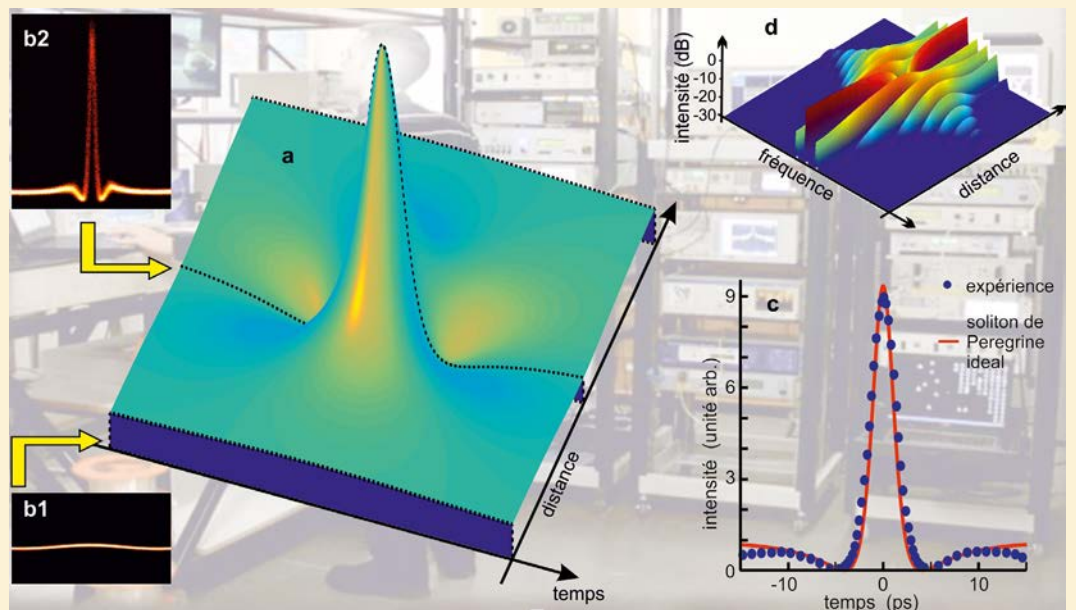 b2
a
b1
distance
temps
d
intensité (dB)
0
-10
-20
-30
fréquence
distance
c
expérience
soliton de
Peregrine
ideal
intensité (unité arb.)
9
6
3
0
-10
0
10
temps (ps)